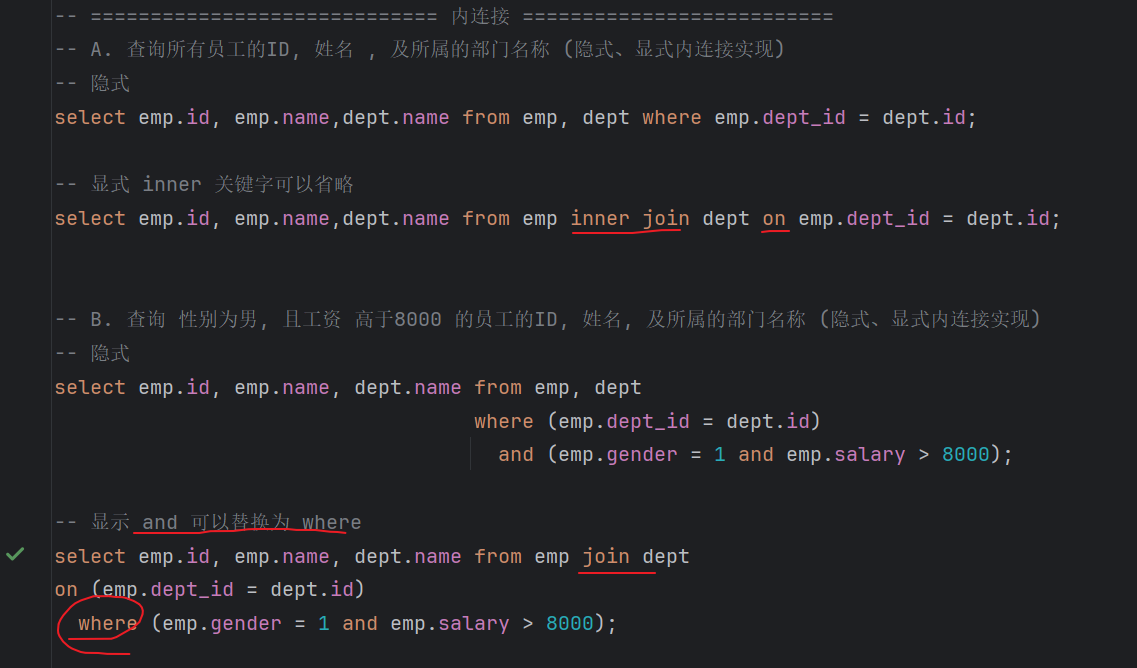 -- ============================= 内连接 ==========================
-- A. 查询所有员工的ID, 姓名 , 及所属的部门名称 (隐式、显式内连接实现)
-- 隐式
select emp.id, emp.name,dept.name from emp, dept where emp.dept_id = dept.id;
-- 显式 inner 关键字可以省略
select emp.id, emp.name,dept.name from emp inner join dept on emp.dept_id = dept.id;
-- B. 查询 性别为男, 且工资 高于8000 的员工的ID, 姓名, 及所属的部门名称 (隐式、显式内连接实现)
-- 隐式
select emp.id, emp.name, dept.name from emp, dept
where (emp.dept_id = dept.id)
and (emp.gender = 1 and emp.salary > 8000);
-- 显示 and 可以替换为 where
select emp.id, emp.name, dept.name from emp join dept
on (emp.dept_id = dept.id)
where (emp.gender = 1 and emp.salary > 8000);